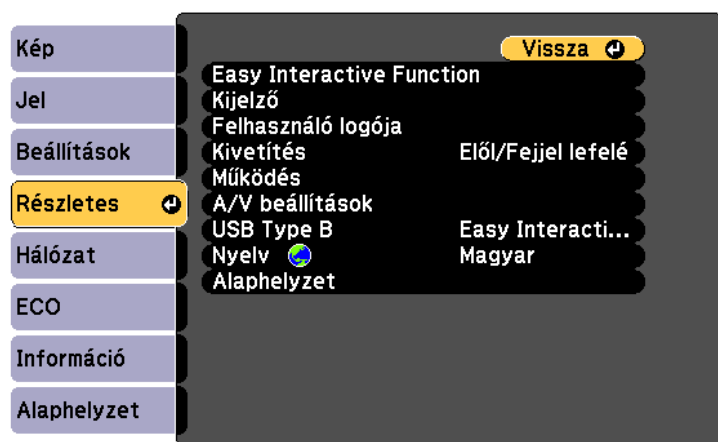 Kép
Jel
Beállítások
Részletes
Hálózat
ECO
Információ
Alaphelyzet
Vissza
Easy Interactive Function
Kijelző
Felhasználó logója
Kivetítés Elől/Fejjel lefelé
Működés
A/V beállítások
USB Type B Easy Interacti...
Nyelv Magyar
Alaphelyzet